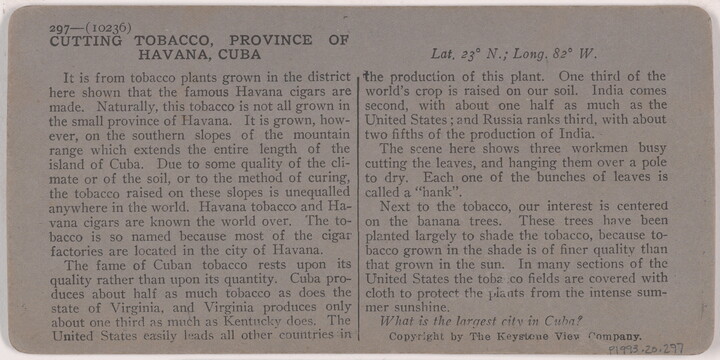 297—(10236)
CUTTING TOBACCO, PROVINCE OF
HAVANA, CUBA
Lat. 23° N.; Long. 82° W.
It is from tobacco plants grown in the district
here shown that the famous Havana cigars are
made. Naturally, this tobacco is not all grown in
the small province of Havana. It is grown, how-
ever, on the southern slopes of the mountain
range which extends the entire length of the
island of Cuba. Due to some quality of the cli-
mate or of the soil, or to the method of curing,
the tobacco raised on these slopes is unequalled
anywhere in the world. Havana tobacco and Ha-
vana cigars are known the world over. The to-
bacco is so named because most of the cigar
factories are located in the city of Havana.
The fame of Cuban tobacco rests upon its
quality rather than upon its quantity. Cuba pro-
duces about half as much tobacco as does the
state of Virginia, and Virginia produces only
about one third as much as Kentucky does. The
United States easily leads all other countries in
the production of this plant. One third of the
world's crop is raised on our soil. India comes
second, with about one half as much as the
United States; and Russia ranks third, with about
two fifths of the production of India.
The scene here shows three workmen busy
cutting the leaves, and hanging them over a pole
to dry. Each one of the bunches of leaves is
called a "hank".
Next to the tobacco, our interest is centered
on the banana trees. These trees have been
planted largely to shade the tobacco, because to-
bacco grown in the shade is of finer quality than
that grown in the sun. In many sections of the
United States the tobacco fields are covered with
cloth to protect the plants from the intense sum-
mer sunshine.
What is the largest city in Cuba?
Copyright by The Keystone View Company.
P1993.20.297